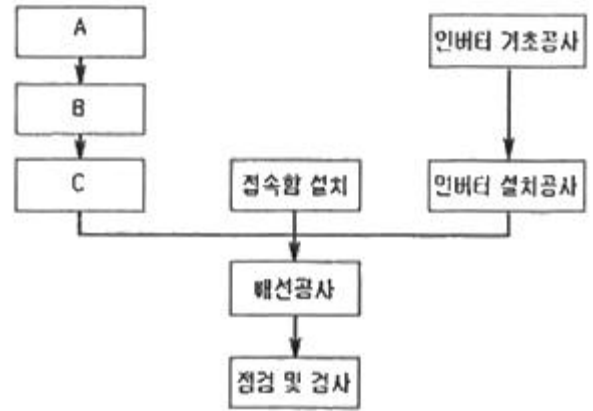 A
인버터 기초공사
B
C
접속함 설치
인버터 설치공사
배선공사
점검 및 검사